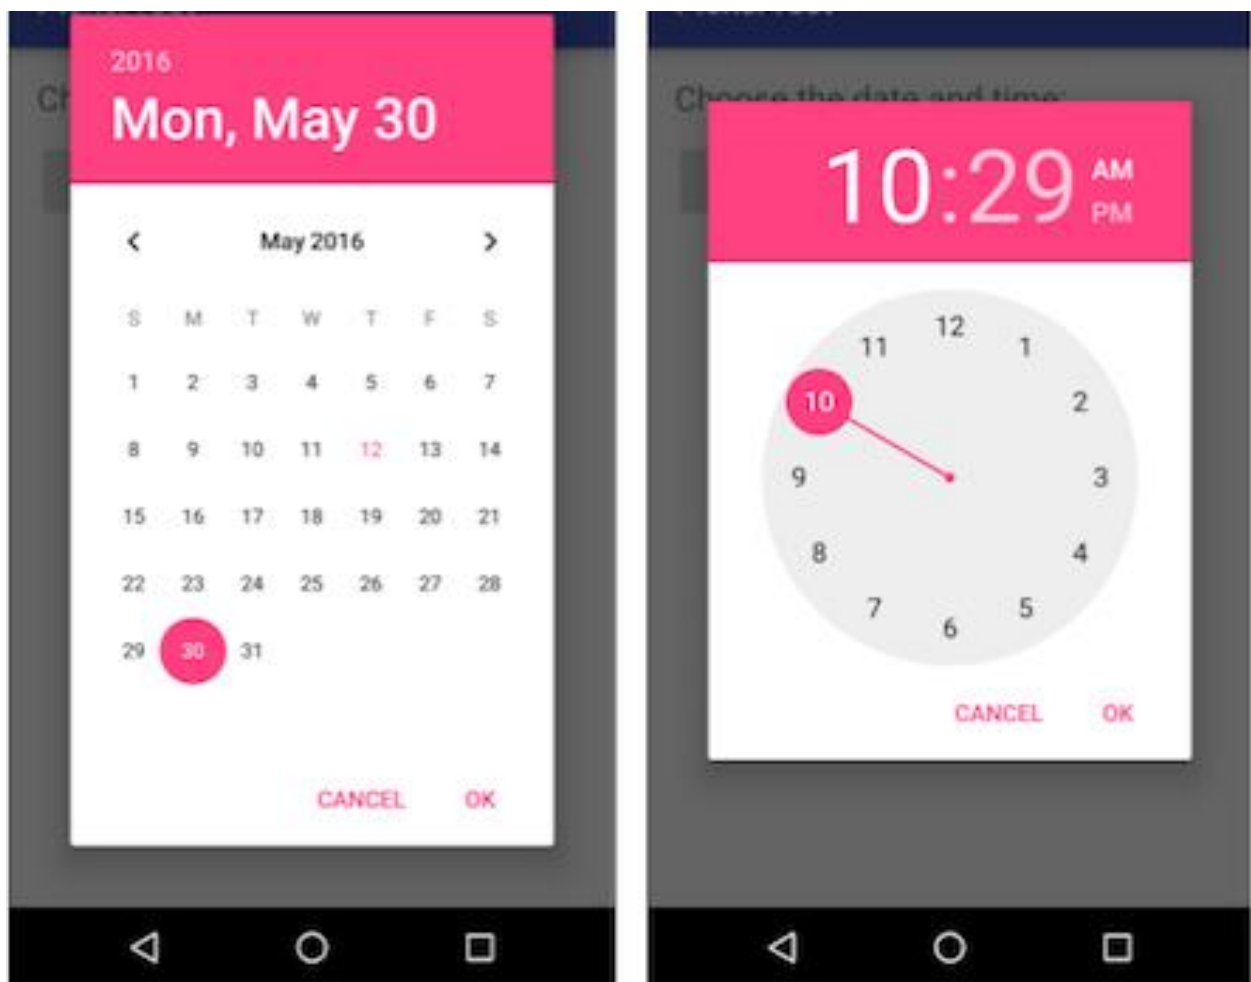 2016
Mon, May 30
May 2016
S M T W T F S
1 2 3 4 5 6 7
8 9 10 11 12 13 14
15 16 17 18 19 20 21
22 23 24 25 26 27 28
29 30 31
CANCEL OK
Choose the date and time:
10:29 AM
PM
12
11 1
10 2
9 3
8 4
7 5
6
CANCEL OK